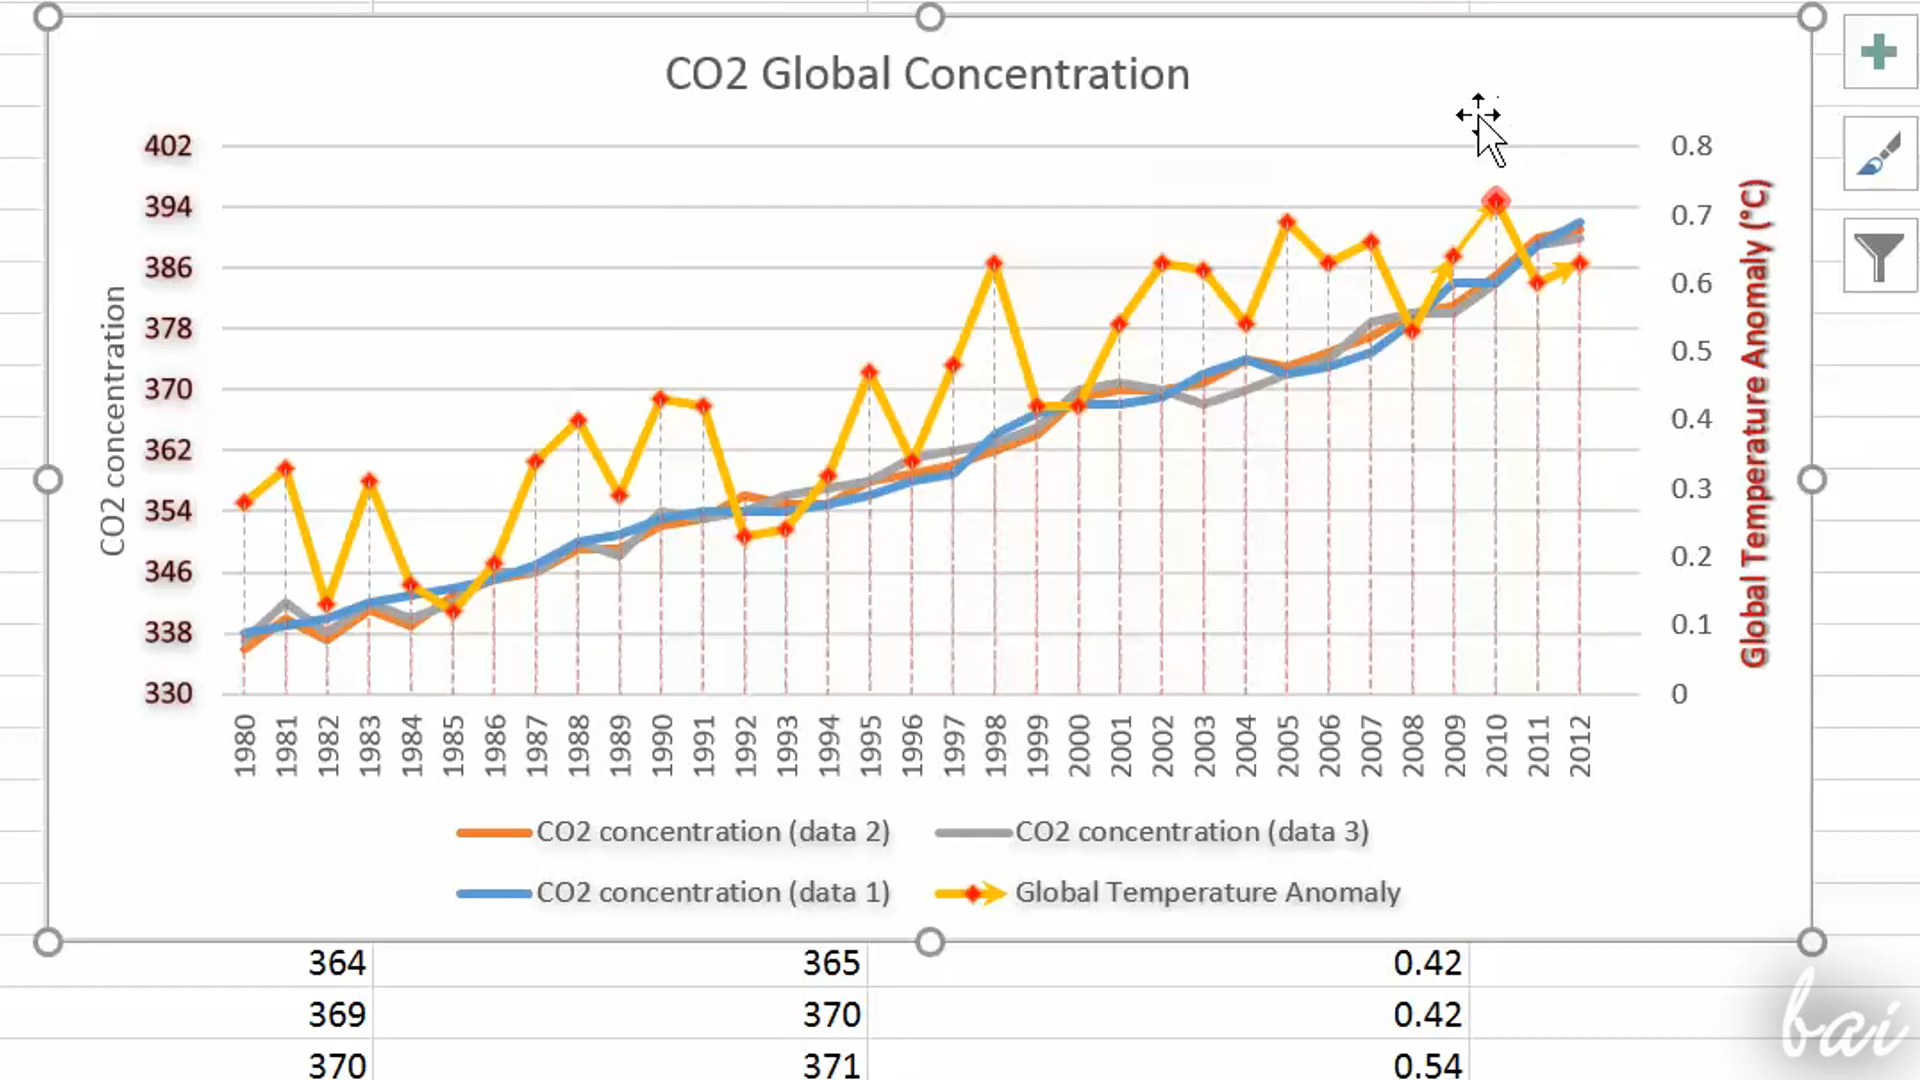 CO2 Global Concentration
402
394
386
378
370
362
354
346
338
330
CO2 concentration
0.8
0.7
0.6
0.5
0.4
0.3
0.2
0.1
0
Global Temperature Anomaly (°C)
1980 1981 1982 1983 1984 1985 1986 1987 1988 1989 1990 1991 1992 1993 1994 1995 1996 1997 1998 1999 2000 2001 2002 2003 2004 2005 2006 2007 2008 2009 2010 2011 2012
CO2 concentration (data 2) CO2 concentration (data 3)
CO2 concentration (data 1) Global Temperature Anomaly
364 365 0.42
369 370 0.42
370 371 0.54
bai